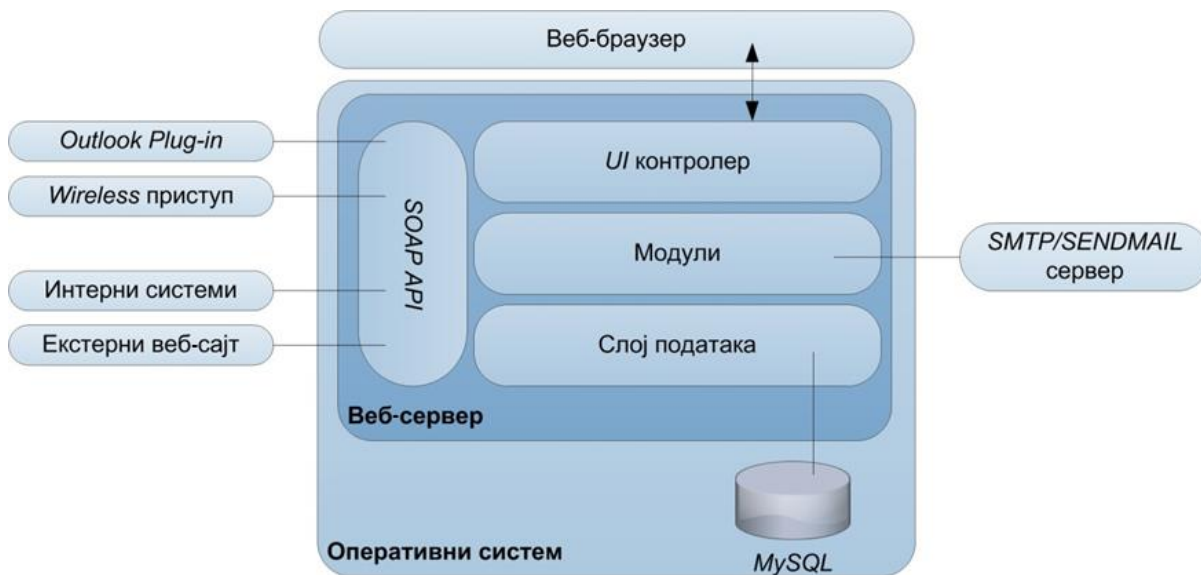 Веб-браузер
Outlook Plug-in
Wireless приступ
Интерни системи
Екстерни веб-сајт
SOAP API
UI контролер
Модули
Слој података
SMTP/SENDMAIL
сервер
Веб-сервер
Оперативни систем
MySQL